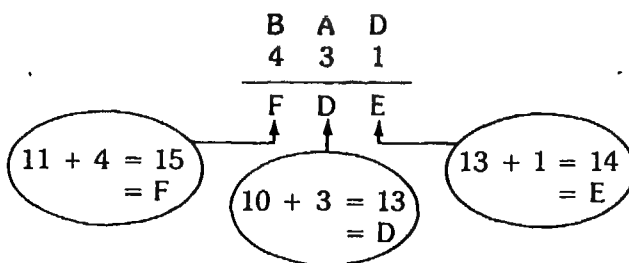 B A D
4 3 1
F D E
11 + 4 = 15
= F
10 + 3 = 13
= D
13 + 1 = 14
= E